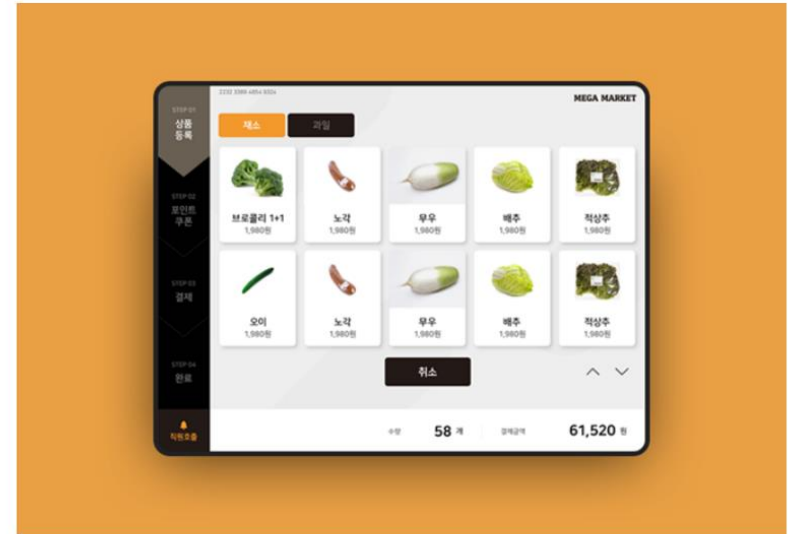 MEGA MARKET
STEP 01
상품
등록
채소
과일
브로콜리 1+1
1,980원
노각
1,980원
무우
1,980원
배추
1,980원
적상추
1,980원
STEP 02
포인트
쿠폰
오이
1,980원
노각
1,980원
무우
1,980원
배추
1,980원
적상추
1,980원
STEP 03
결제
STEP 04
완료
취소
직원호출
수량
58 개
결제금액
61,520 원